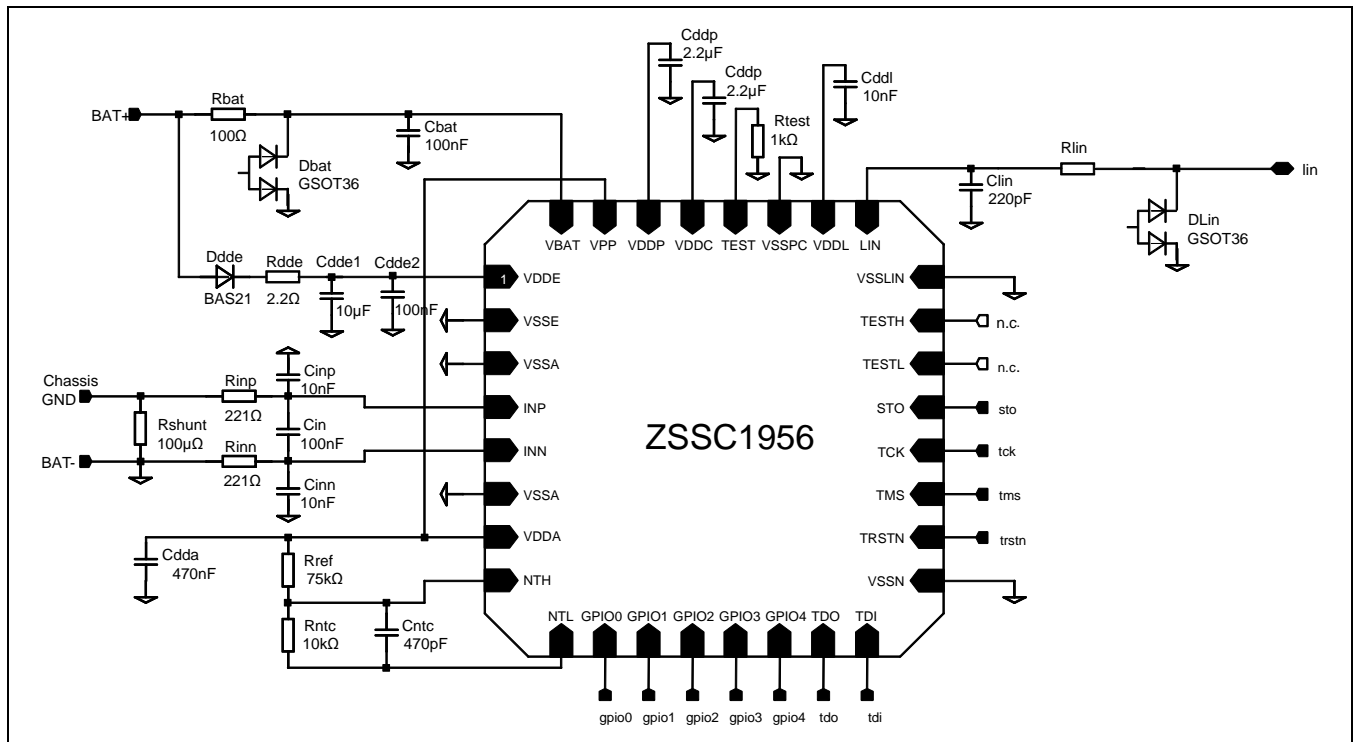 Cddp
2.2µF
Cddp
2.2µF
Cddl
10nF
Rbat
BAT+
100Ω
Cbat
100nF
Rtest
1kΩ
Rlin
lin
Dbat
GSOT36
Clin
220pF
DLin
GSOT36
VBAT VPP VDDP VDDC TEST VSSPC VDDL LIN
Ddde Rdde Cdde1 Cdde2
BAS21 2.2Ω 10µF 100nF
1 VDDE
VSSLIN
VSSE
TESTH n.c.
VSSA
TESTL n.c.
Cinp
10nF
Chassis
GND
Rinp
221Ω
INP
STO sto
Rshunt
100µΩ
Cin
100nF
ZSSC1956
Rinn
BAT-
221Ω
INN
TCK tck
Cinn
10nF
VSSA
TMS tms
VDDA
TRSTN trstn
Cdda
470nF
Rref
75kΩ
NTH
VSSN
Rntc
10kΩ
Cntc
470pF
NTL GPIO0 GPIO1 GPIO2 GPIO3 GPIO4 TDO TDI
gpio0 gpio1 gpio2 gpio3 gpio4 tdo tdi